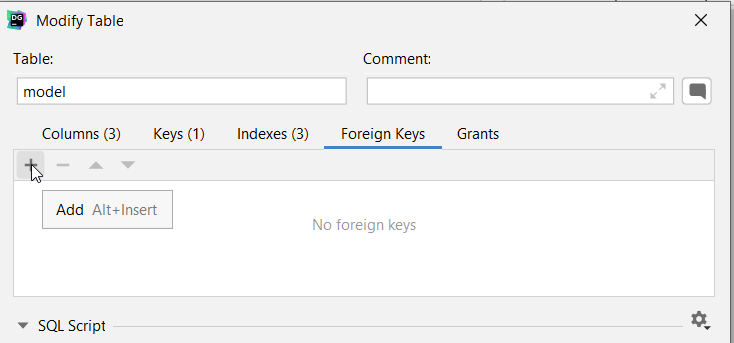 DG Modify Table
Table: Comment:
model
Columns (3) Keys (1) Indexes (3) Foreign Keys Grants
Add Alt+Insert
No foreign keys
SQL Script